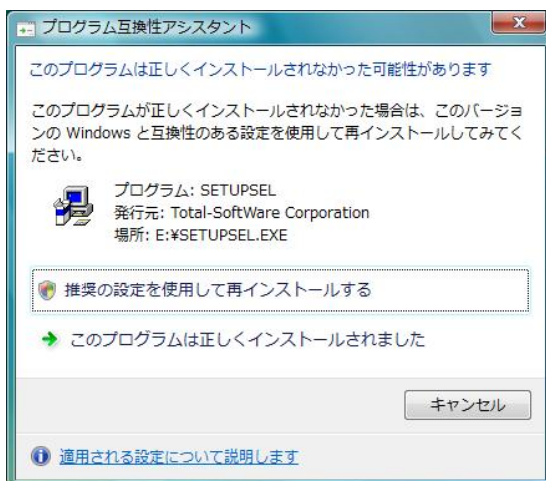 プログラム互換性アシスタント
このプログラムは正しくインストールされなかった可能性があります
このプログラムが正しくインストールされなかった場合は、このバージョ
ンの Windows と互換性のある設定を使用して再インストールしてみてく
ださい。
プログラム: SETUPSEL
発行元: Total-SoftWare Corporation
場所: E:¥SETUPSEL.EXE
推奨の設定を使用して再インストールする
このプログラムは正しくインストールされました
キャンセル
適用される設定について説明します